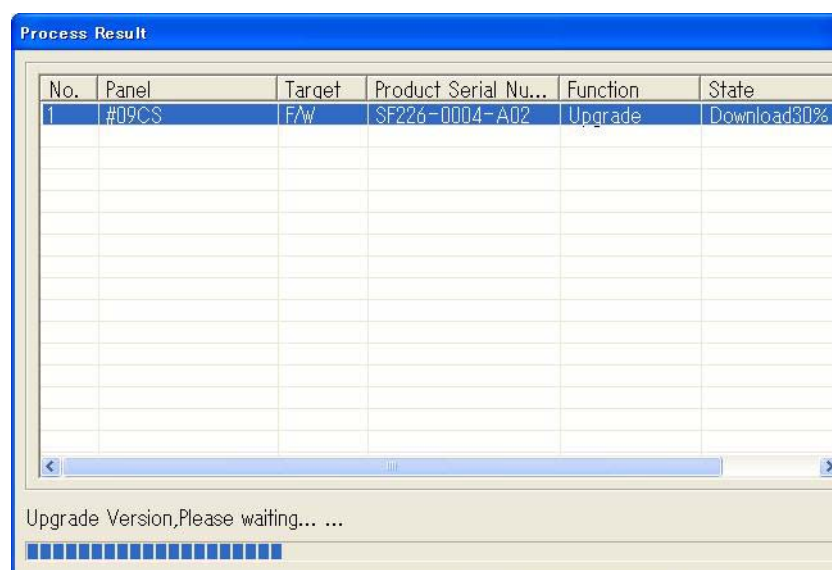 Process Result
No. Panel Target Product Serial Nu... Function State
1 #09CS F/W SF226-0004-A02 Upgrade Download30%
Upgrade Version,Please waiting... ...